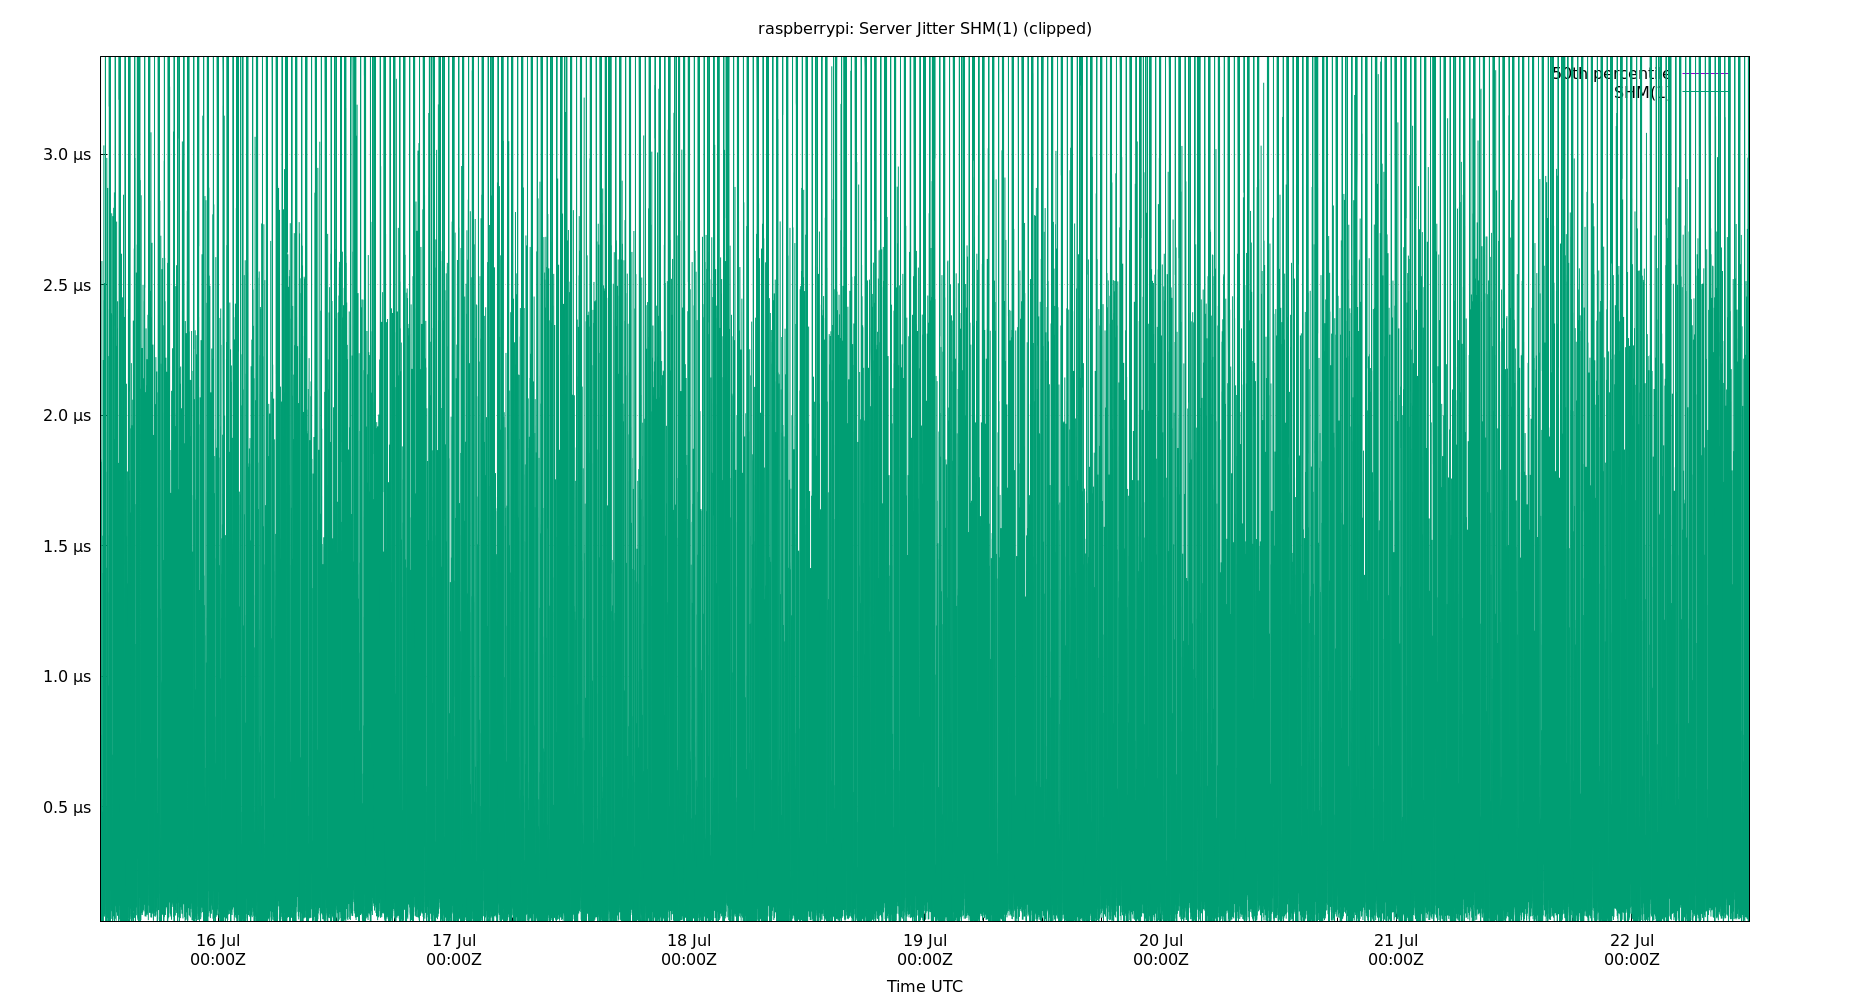 raspberrypi: Server Jitter SHM(1) (clipped)
50th percentile
SHM(1)
3.0 µs
2.5 µs
2.0 µs
1.5 µs
1.0 µs
0.5 µs
16 Jul 17 Jul 18 Jul 19 Jul 20 Jul 21 Jul 22 Jul
00:00Z 00:00Z 00:00Z 00:00Z 00:00Z 00:00Z 00:00Z
Time UTC